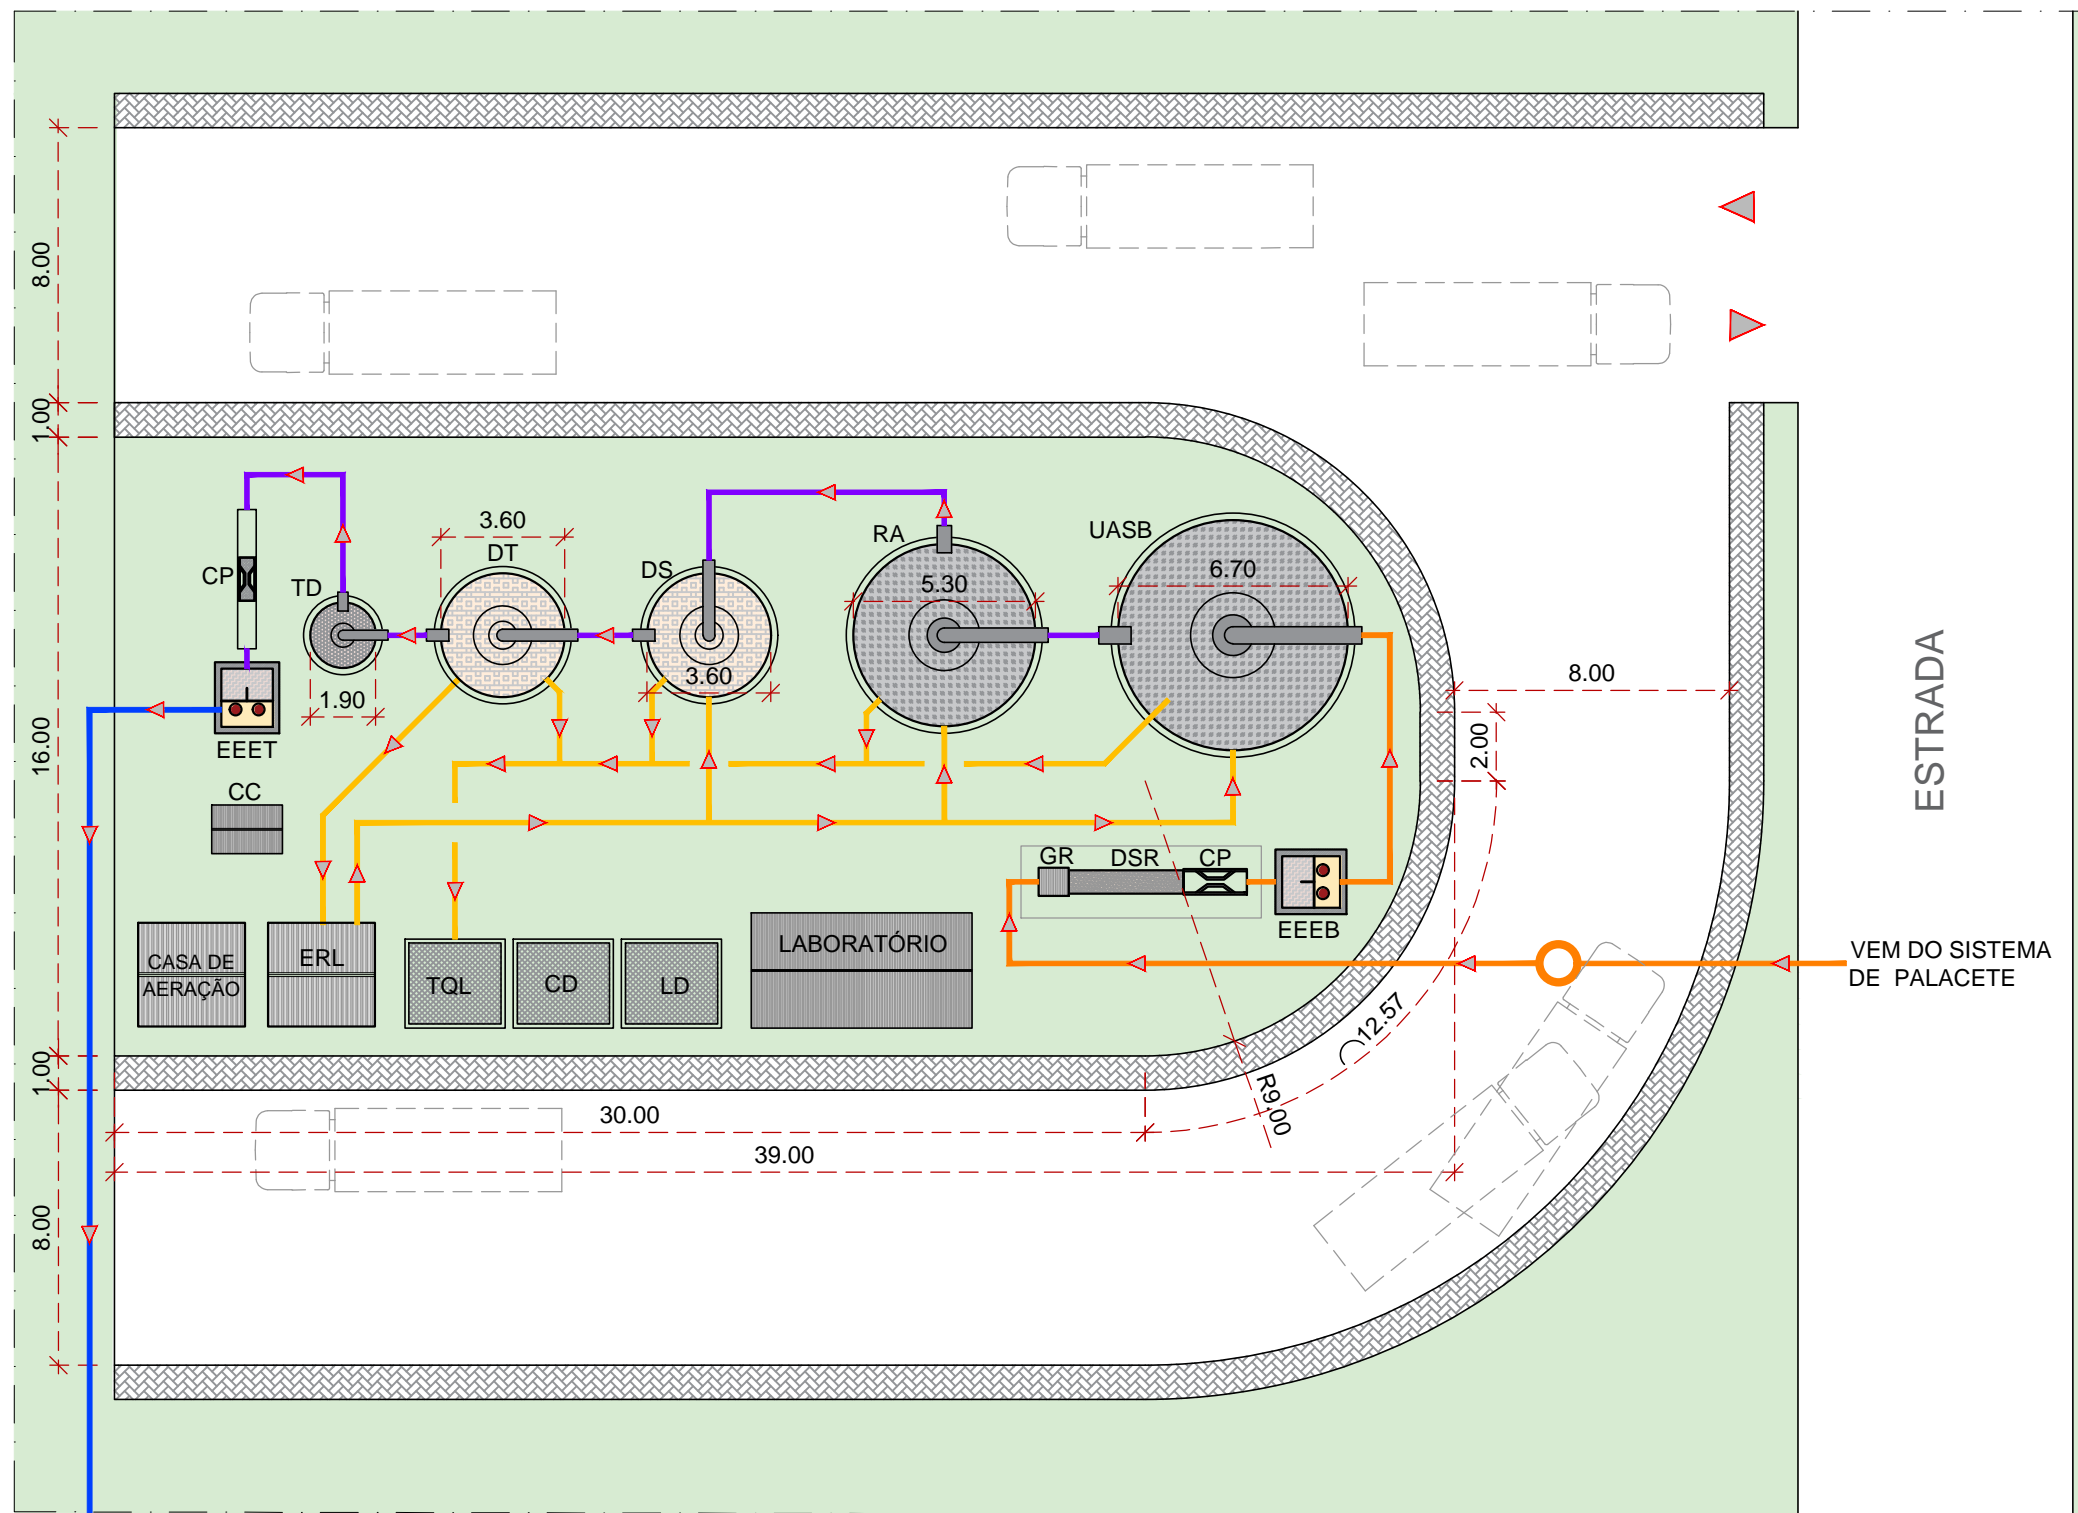 8.00
1.00
16.00
1.00
8.00
3.60
DT
RA
UASB
CP
TD
DS
5.30
6.70
1.90
3.60
EEET
8.00
2.00
ESTRADA
CC
GR
DSR
CP
EEEB
CASA DE
AERAÇÃO
ERL
TQL
CD
LD
LABORATÓRIO
VEM DO SISTEMA
DE PALACETE
12.57
R9.00
30.00
39.00